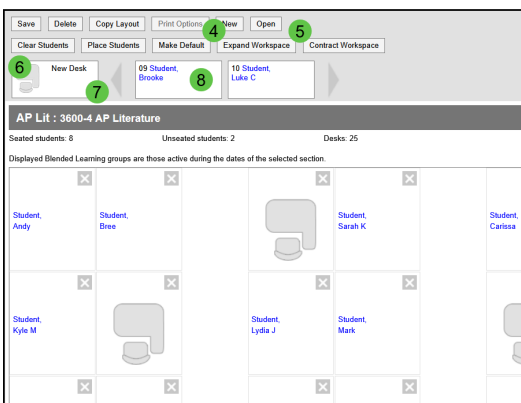 Save Delete Copy Layout Print Options New Open
4 5
Clear Students Place Students Make Default Expand Workspace Contract Workspace
6 New Desk 09 Student, 10 Student,
Brooke Luke C
7 8
AP Lit : 3600-4 AP Literature
Seated students: 8 Unseated students: 2 Desks: 25
Displayed Blended Learning groups are those active during the dates of the selected section.
Student, Student, Student, Student,
Andy Bree Sarah K Carissa
Student, Student, Student,
Kyle M Lydia J Mark